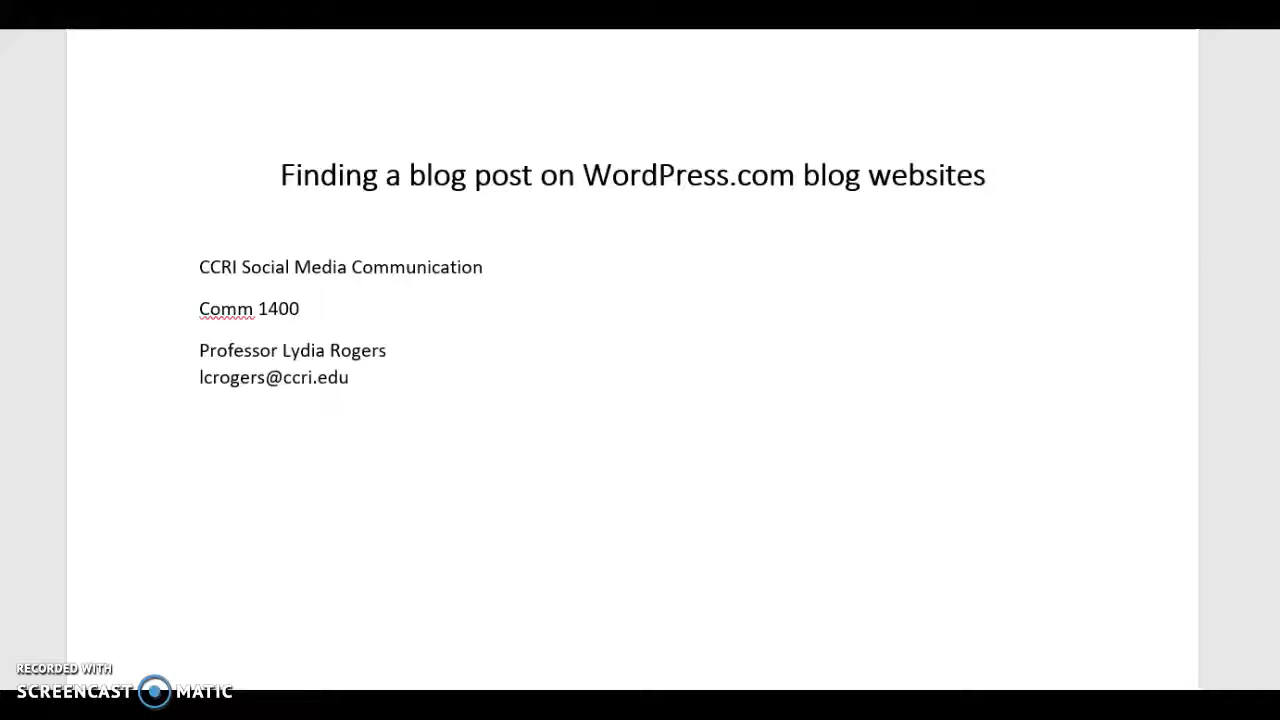 Finding a blog post on WordPress.com blog websites
CCRI Social Media Communication
Comm 1400
Professor Lydia Rogers
lcrogers@ccri.edu
RECORDED WITH
SCREENCAST MATIC